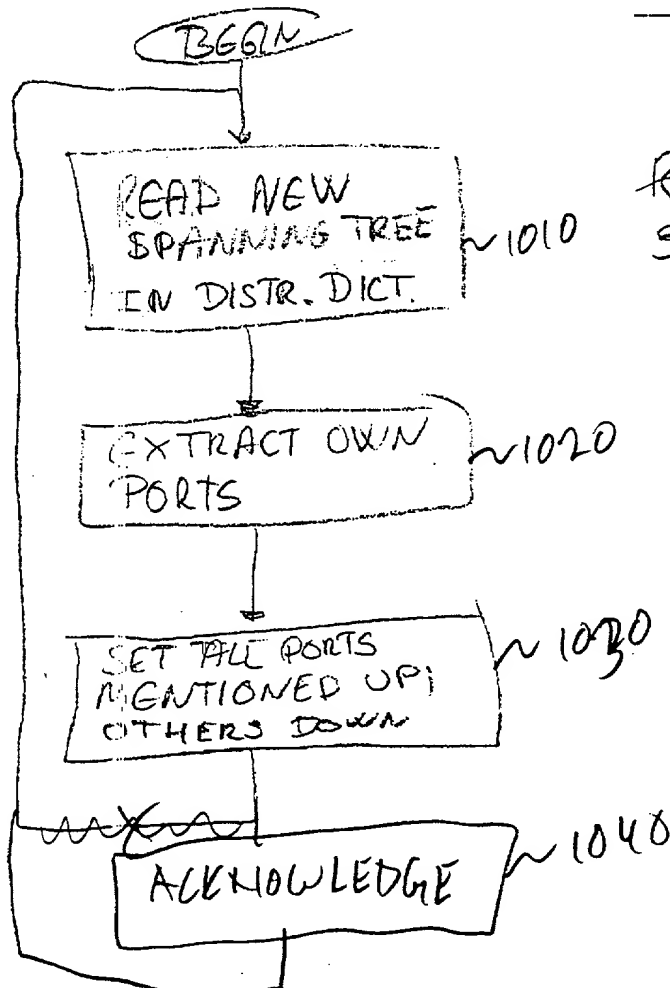 BEGIN
READ NEW
SPANNING TREE
IN DISTR. DICT.
~1010
EXTRACT OWN
PORTS
~1020
SET ALL PORTS
MENTIONED UP;
OTHERS DOWN
~1030
ACKNOWLEDGE
~1040